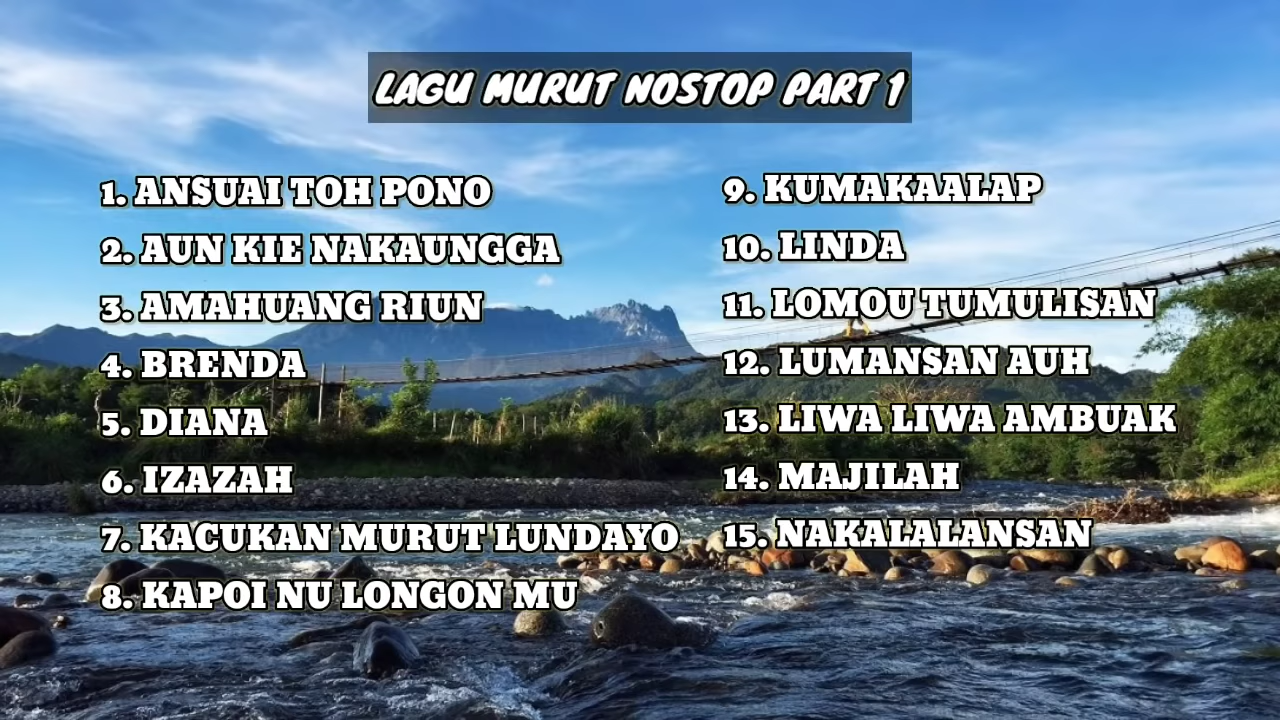 LAGU MURUT NOSTOP PART 1
1. ANSUAI TOH PONO
2. AUN KIE NAKAUNGGA
3. AMAHUANG RIUN
4. BRENDA
5. DIANA
6. IZAZAH
7. KACUKAN MURUT LUNDAYO
8. KAPOI NU LONGON MU
9. KUMAKAALAP
10. LINDA
11. LOMOU TUMULISAN
12. LUMANSAN AUH
13. LIWA LIWA AMBUAK
14. MAJILAH
15. NAKALALANSAN